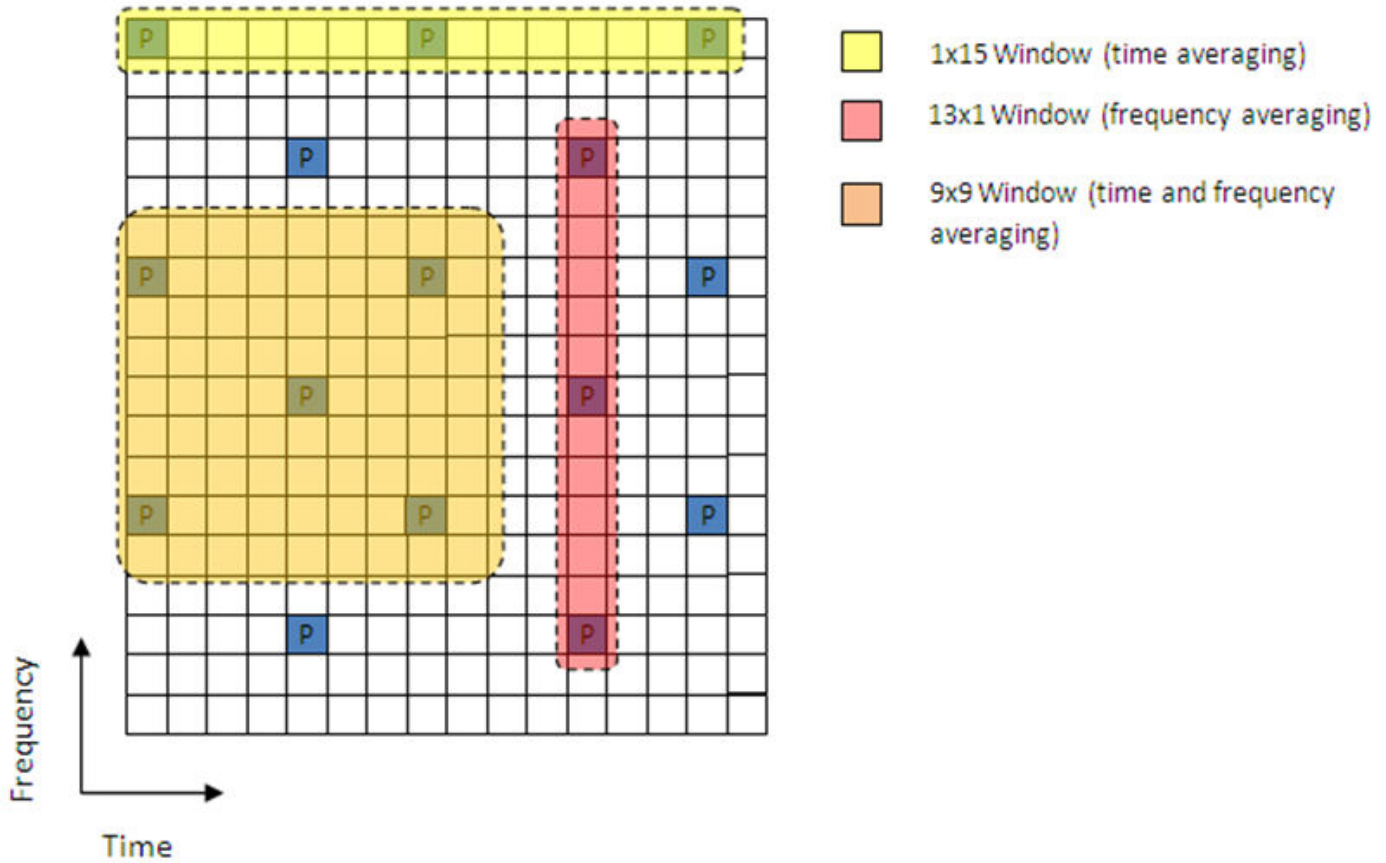 P P P
1x15 Window (time averaging)
13x1 Window (frequency averaging)
P P
9x9 Window (time and frequency
averaging)
P P P
P P
P P P
P P
Frequency
Time